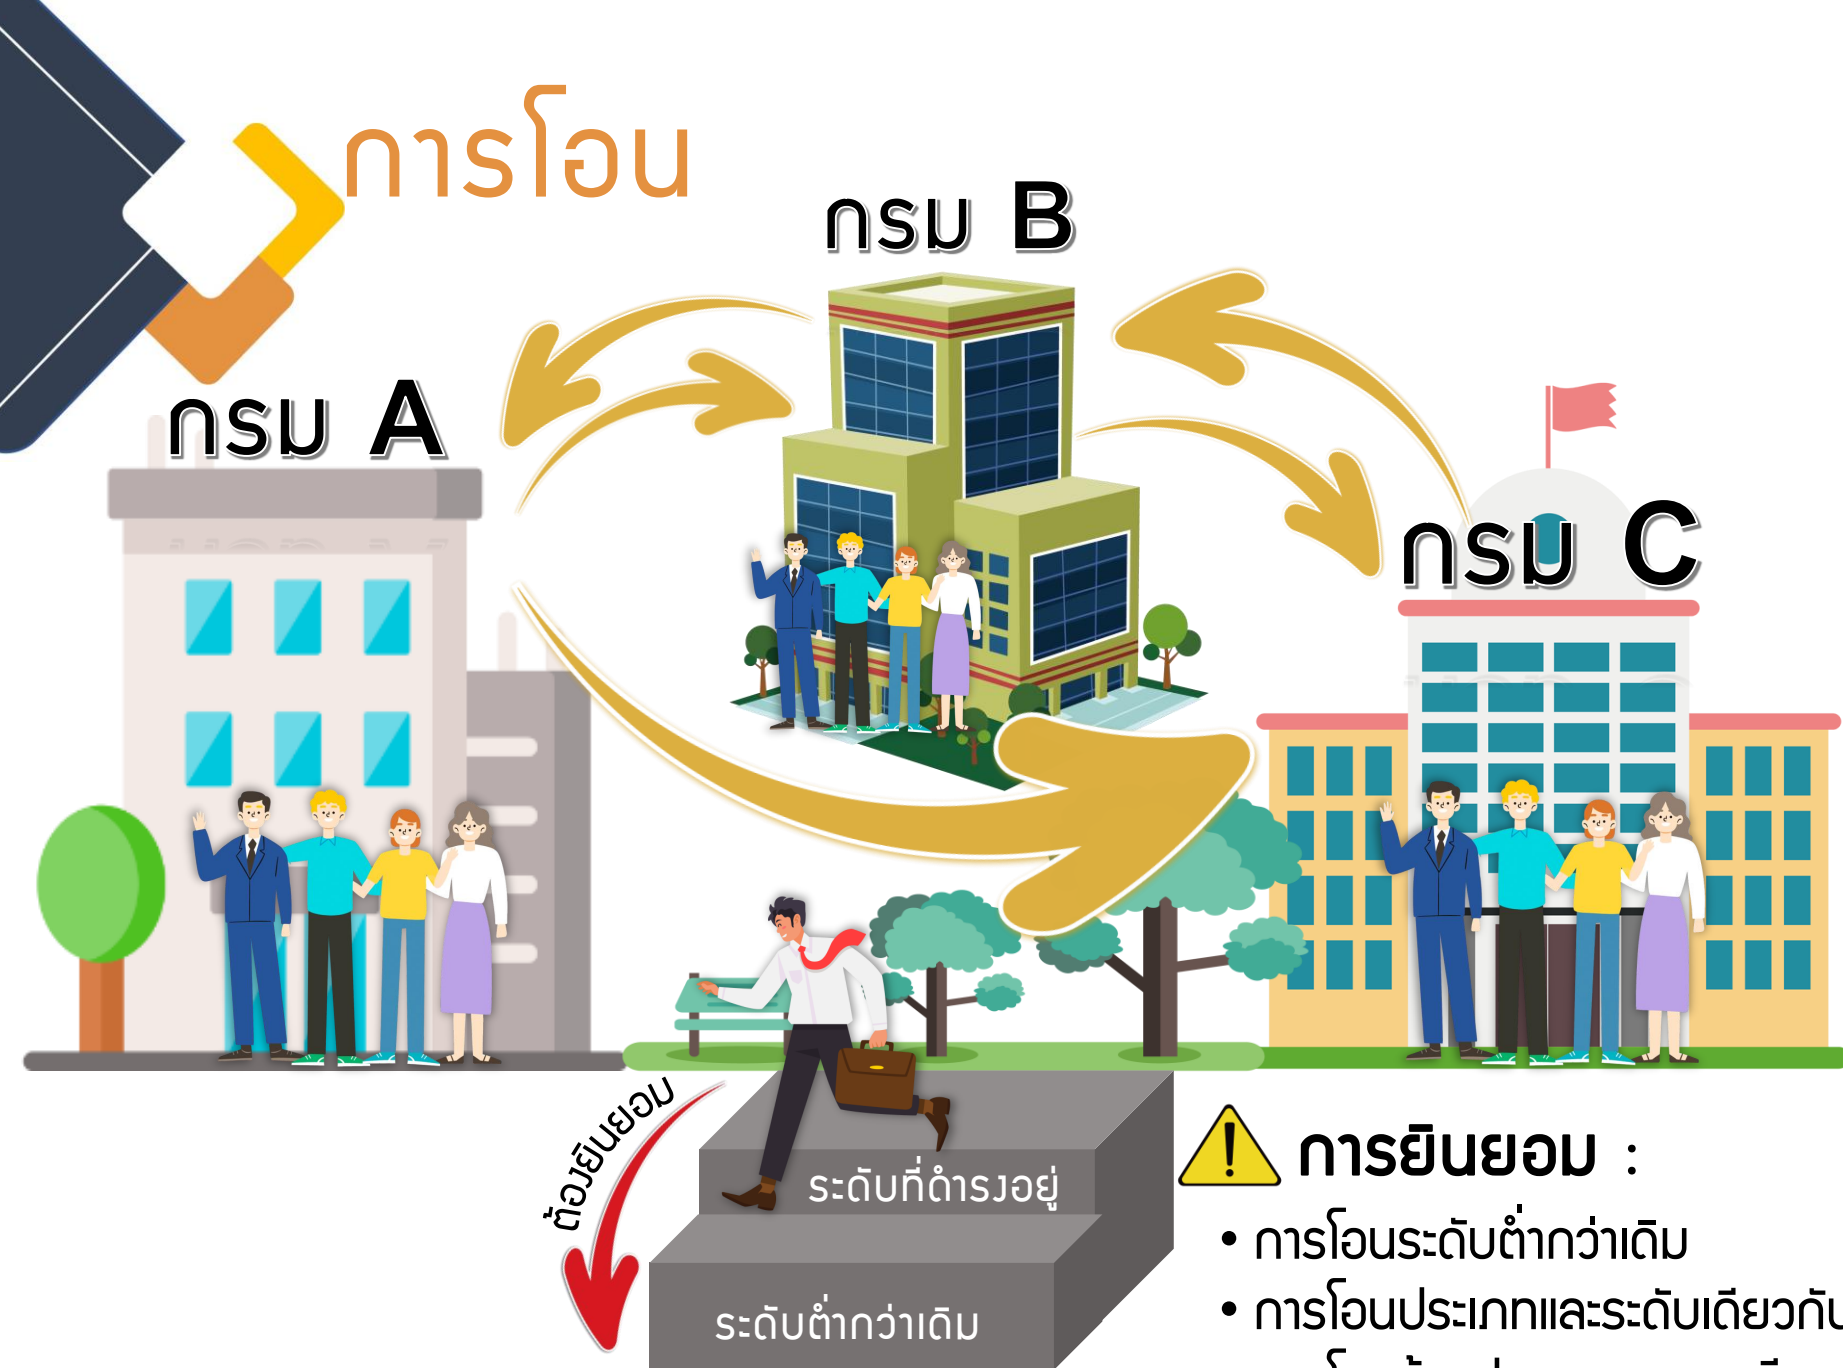 การโอน
กรม B
กรม A
กรม C
ต้องยินยอม
ระดับที่ดำรงอยู่
ระดับต่ำกว่าเดิม
การยินยอม :
• การโอนระดับต่ำกว่าเดิม
• การโอนประเภทและระดับเดียวกัน